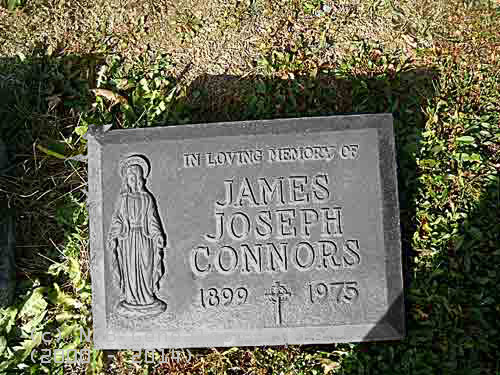 IN LOVING MEMORY OF
JAMES
JOSEPH
CONNORS
1899 1975